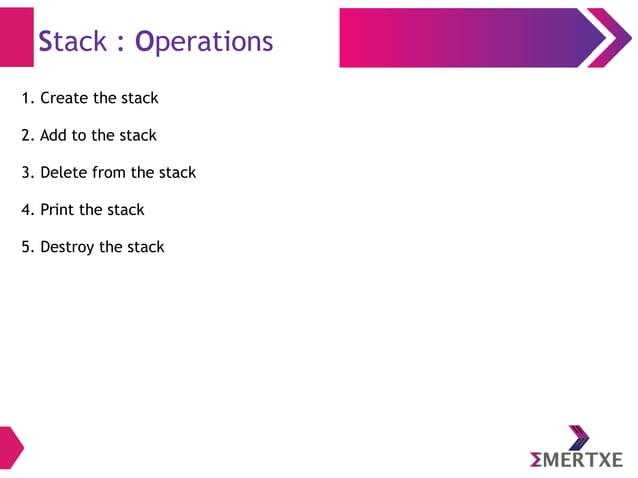 Stack : Operations
1. Create the stack
2. Add to the stack
3. Delete from the stack
4. Print the stack
5. Destroy the stack
EMERTXE